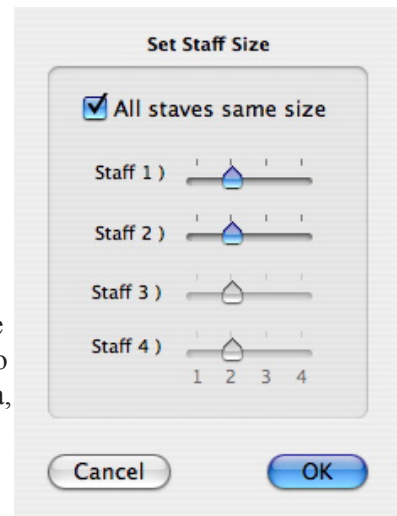 Set Staff Size
All staves same size
Staff 1 )
Staff 2 )
Staff 3 )
Staff 4 )
1 2 3 4
Cancel OK